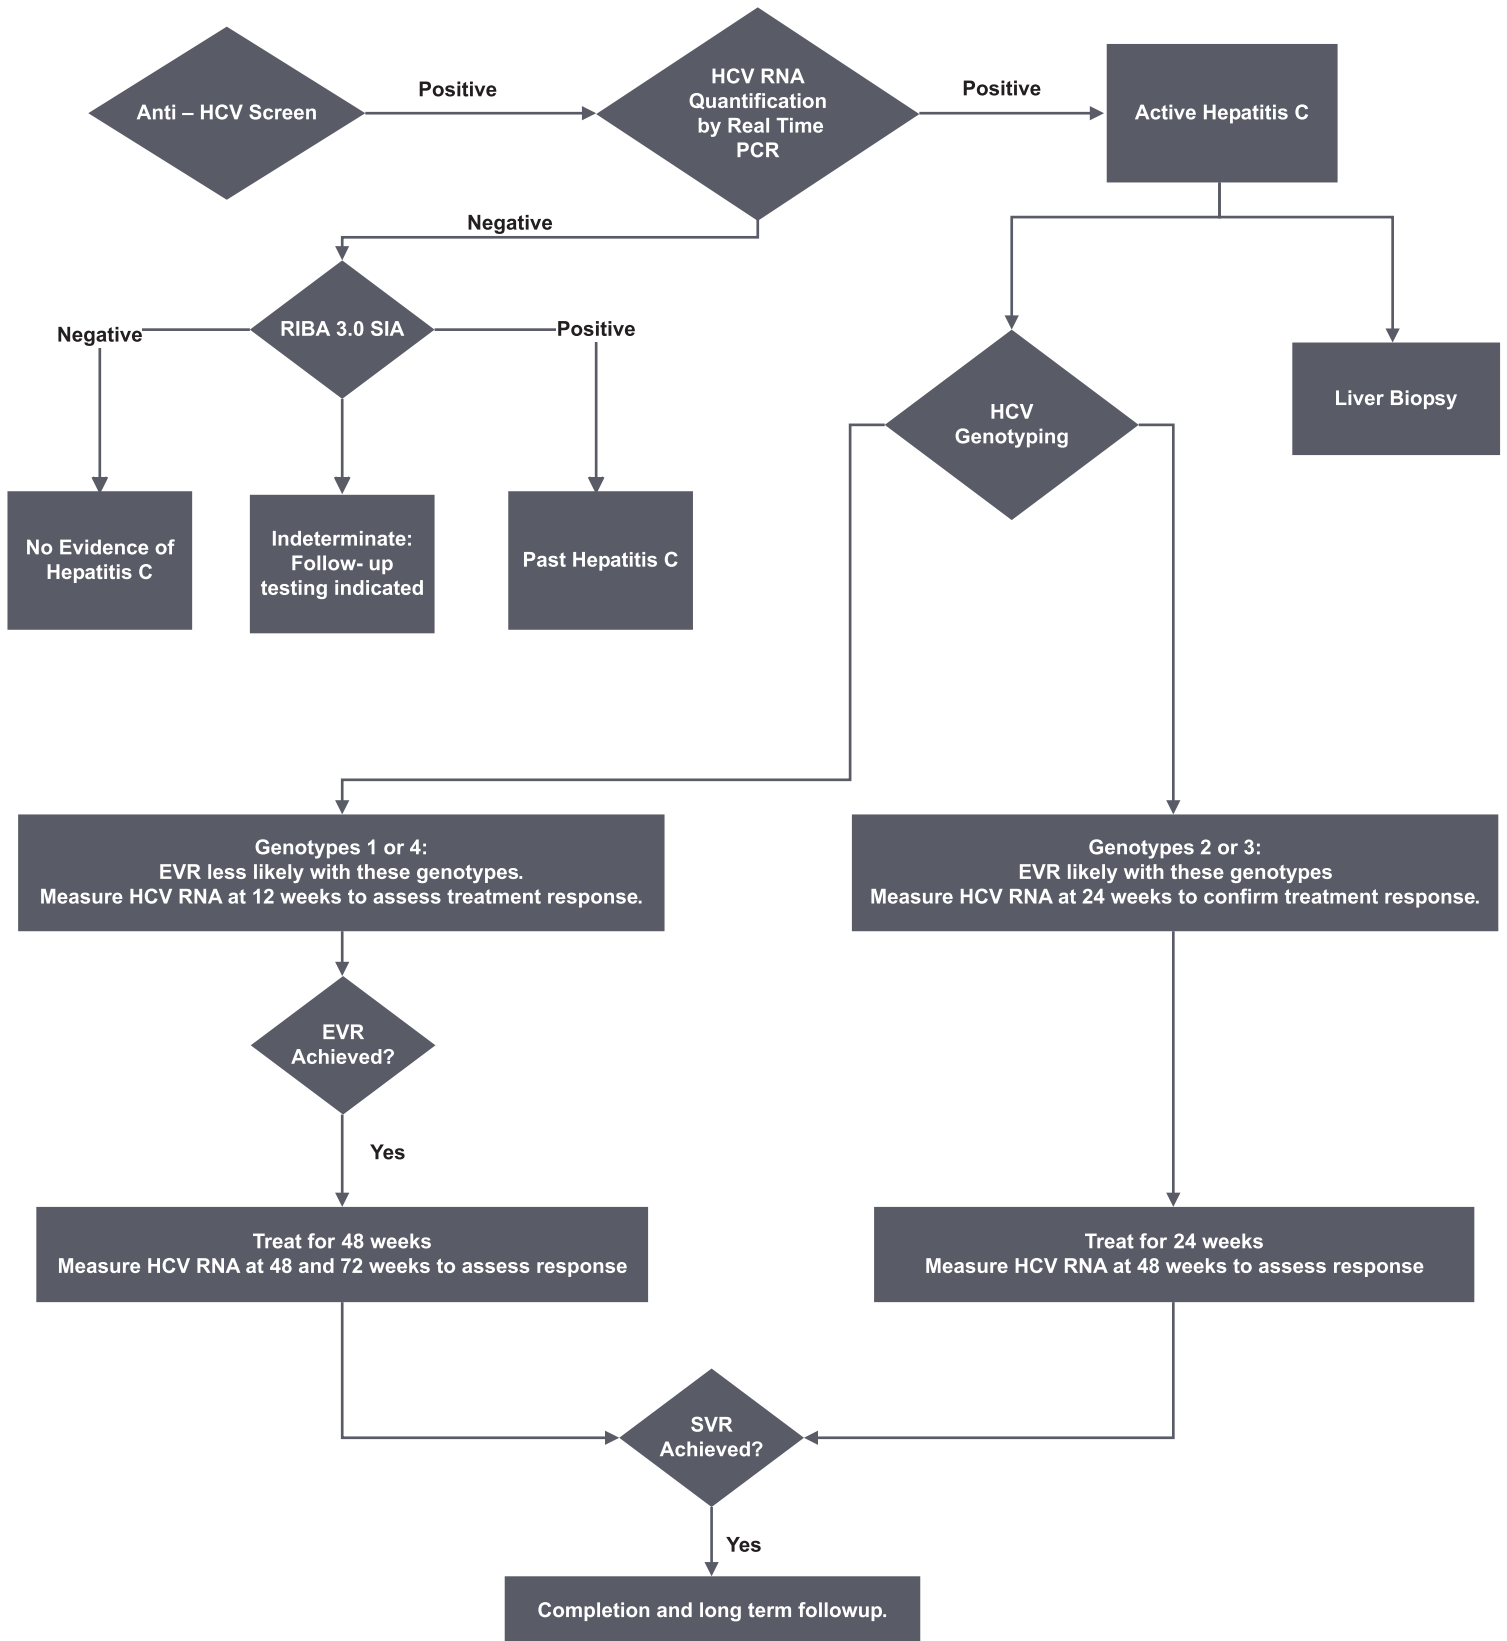 Anti – HCV Screen
Positive
HCV RNA
Quantification
by Real Time
PCR
Positive
Active Hepatitis C
Negative
RIBA 3.0 SIA
Negative
Positive
No Evidence of
Hepatitis C
Indeterminate:
Follow- up
testing indicated
Past Hepatitis C
HCV
Genotyping
Liver Biopsy
Genotypes 1 or 4:
EVR less likely with these genotypes.
Measure HCV RNA at 12 weeks to assess treatment response.
Genotypes 2 or 3:
EVR likely with these genotypes
Measure HCV RNA at 24 weeks to confirm treatment response.
EVR
Achieved?
Yes
Treat for 48 weeks
Measure HCV RNA at 48 and 72 weeks to assess response
Treat for 24 weeks
Measure HCV RNA at 48 weeks to assess response
SVR
Achieved?
Yes
Completion and long term followup.